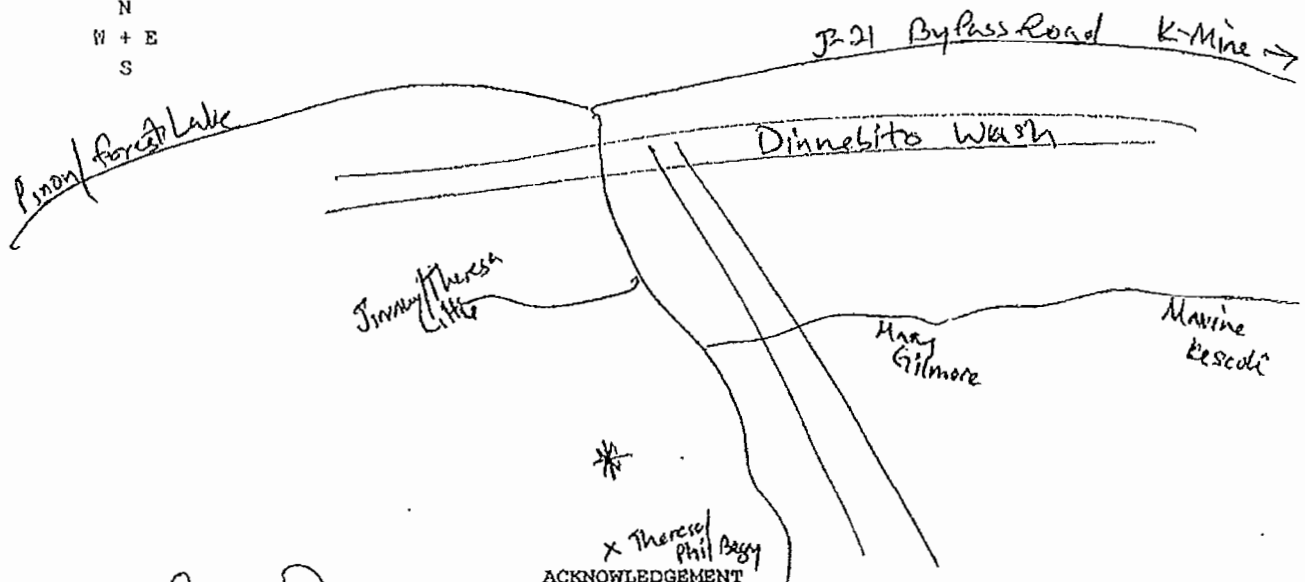 N
W + E
S
J-21 Bypass Road K-Mine →
Pinon/Forest Lake
Dinnebito Wash
Jimmy/Theresa
Little
Mary
Gilmore
Maxine
Kescoli
X Theresa/
Phil Begay
ACKNOWLEDGEMENT